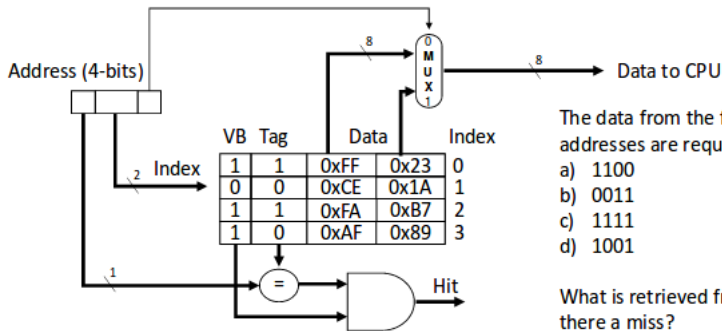 8
8
0
M
U
X
1
Address (4-bits)
Data to CPU
The data from the
addresses are
VB Tag Data Index
2 Index
1 1 0xFF 0x23 0
0 0 0xCE 0x1A 1
1 1 0xFA 0xB7 2
1 0 0xAF 0x89 3
a) 1100
b) 0011
c) 1111
d) 1001
1
=
Hit
What is retrieved
there a miss?